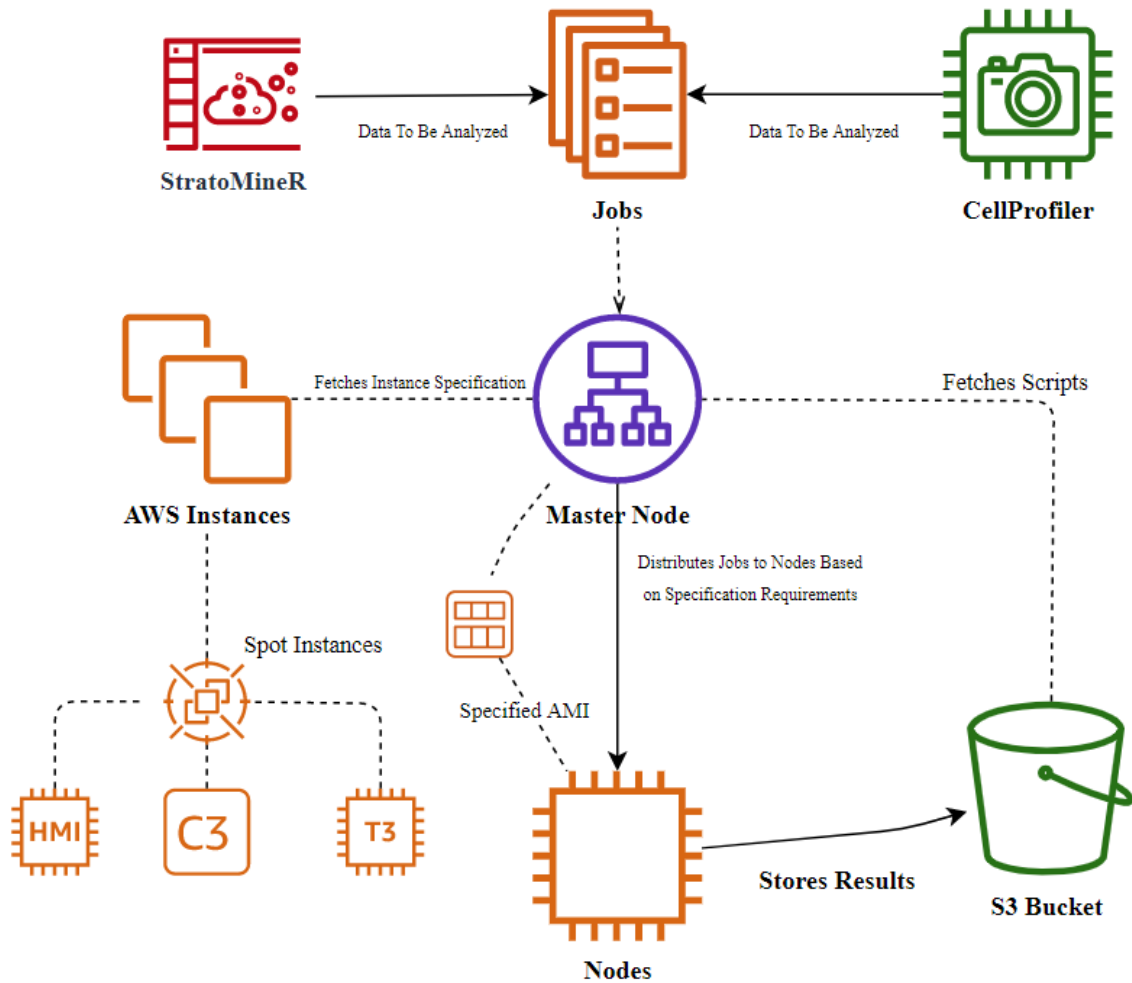 Data To Be Analyzed
Data To Be Analyzed
StratoMineR
Jobs
CellProfiler
Fetches Instance Specification
Fetches Scripts
AWS Instances
Master Node
Distributes Jobs to Nodes Based
on Specification Requirements
Spot Instances
Specified AMI
HMI
C3
T3
Stores Results
S3 Bucket
Nodes